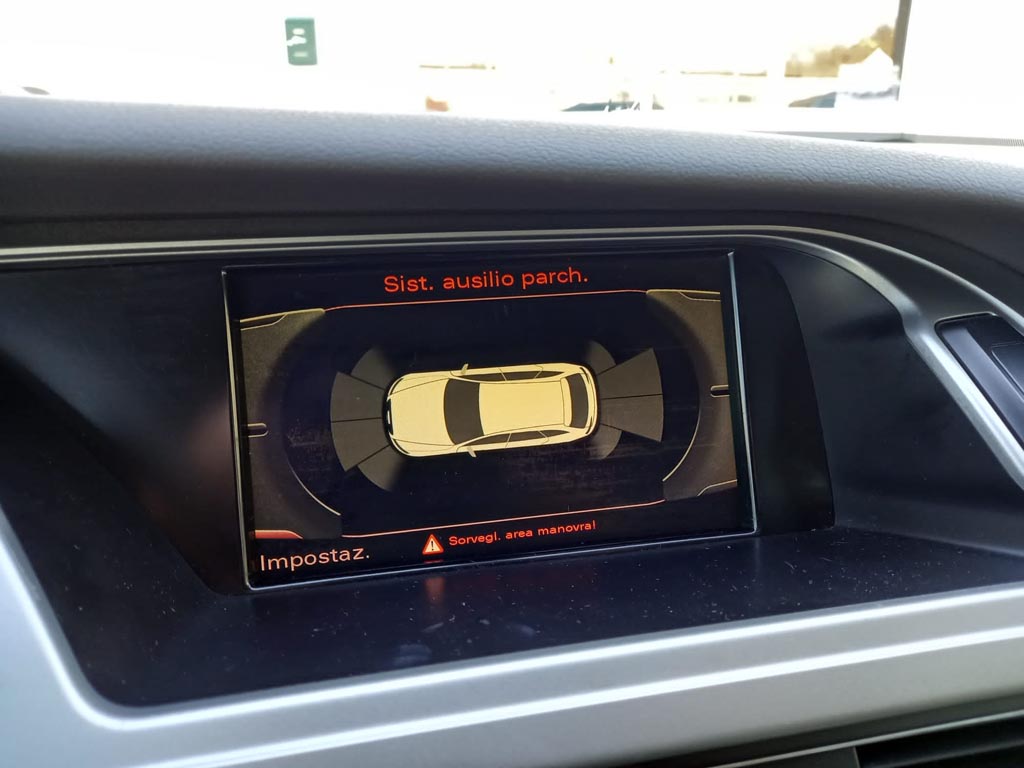 Sist. ausilio parch.
Impostaz.
Sorvegl. area manovra!